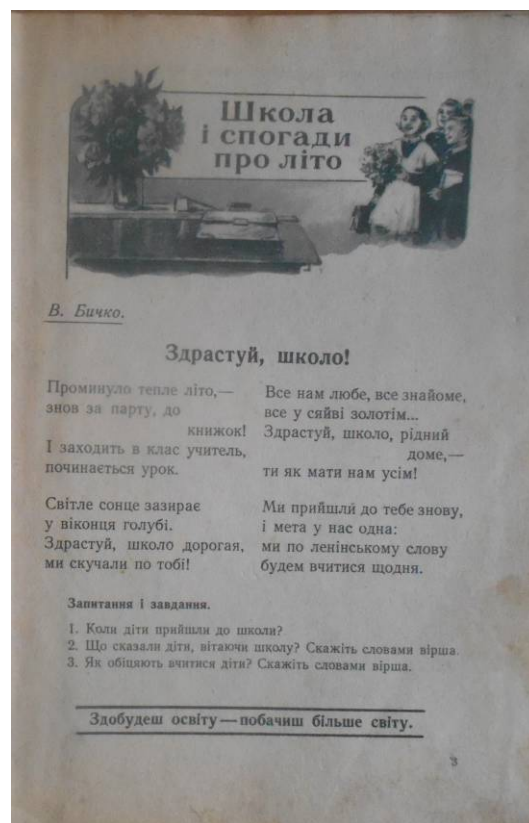 Школа
і спогади
про літо
В. Бичко.
Здрастуй, школо!
Проминуло тепле літо,—
знов за парту, до
книжок!
І заходить в клас учитель,
починається урок.
Світле сонце зазирає
у віконця голубі.
Здрастуй, школо дорогая,
ми скучали по тобі!
Все нам любе, все знайоме,
все у сяйві золотім...
Здрастуй, школо, рідний
доме,—
ти як мати нам усім!
Ми прийшли до тебе знову,
і мета у нас одна:
ми по ленінському слову
будем вчитися щодня.
Запитання і завдання.
1. Коли діти прийшли до школи?
2. Що сказали діти, вітаючи школу? Скажіть словами вірша.
3. Як обіцяють вчитися діти? Скажіть словами вірша.
Здобудеш освіту—побачиш більше світу.
3